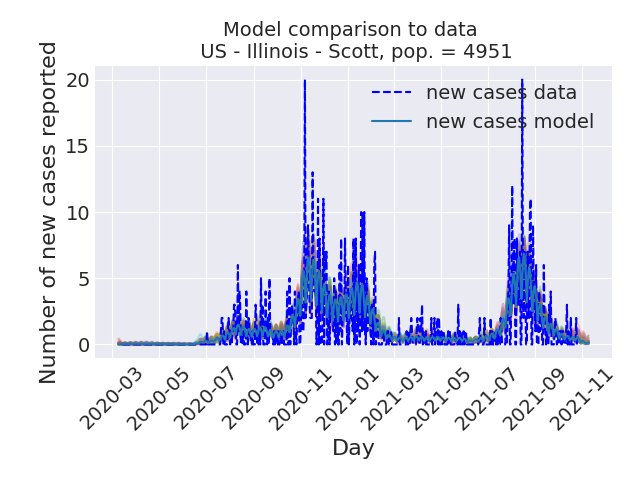 Model comparison to data
US - Illinois - Scott, pop. = 4951
Number of new cases reported
20
15
10
5
0
new cases data
new cases model
2020-03
2020-05
2020-07
2020-09
2020-11
2021-01
2021-03
2021-05
2021-07
2021-09
2021-11
Day